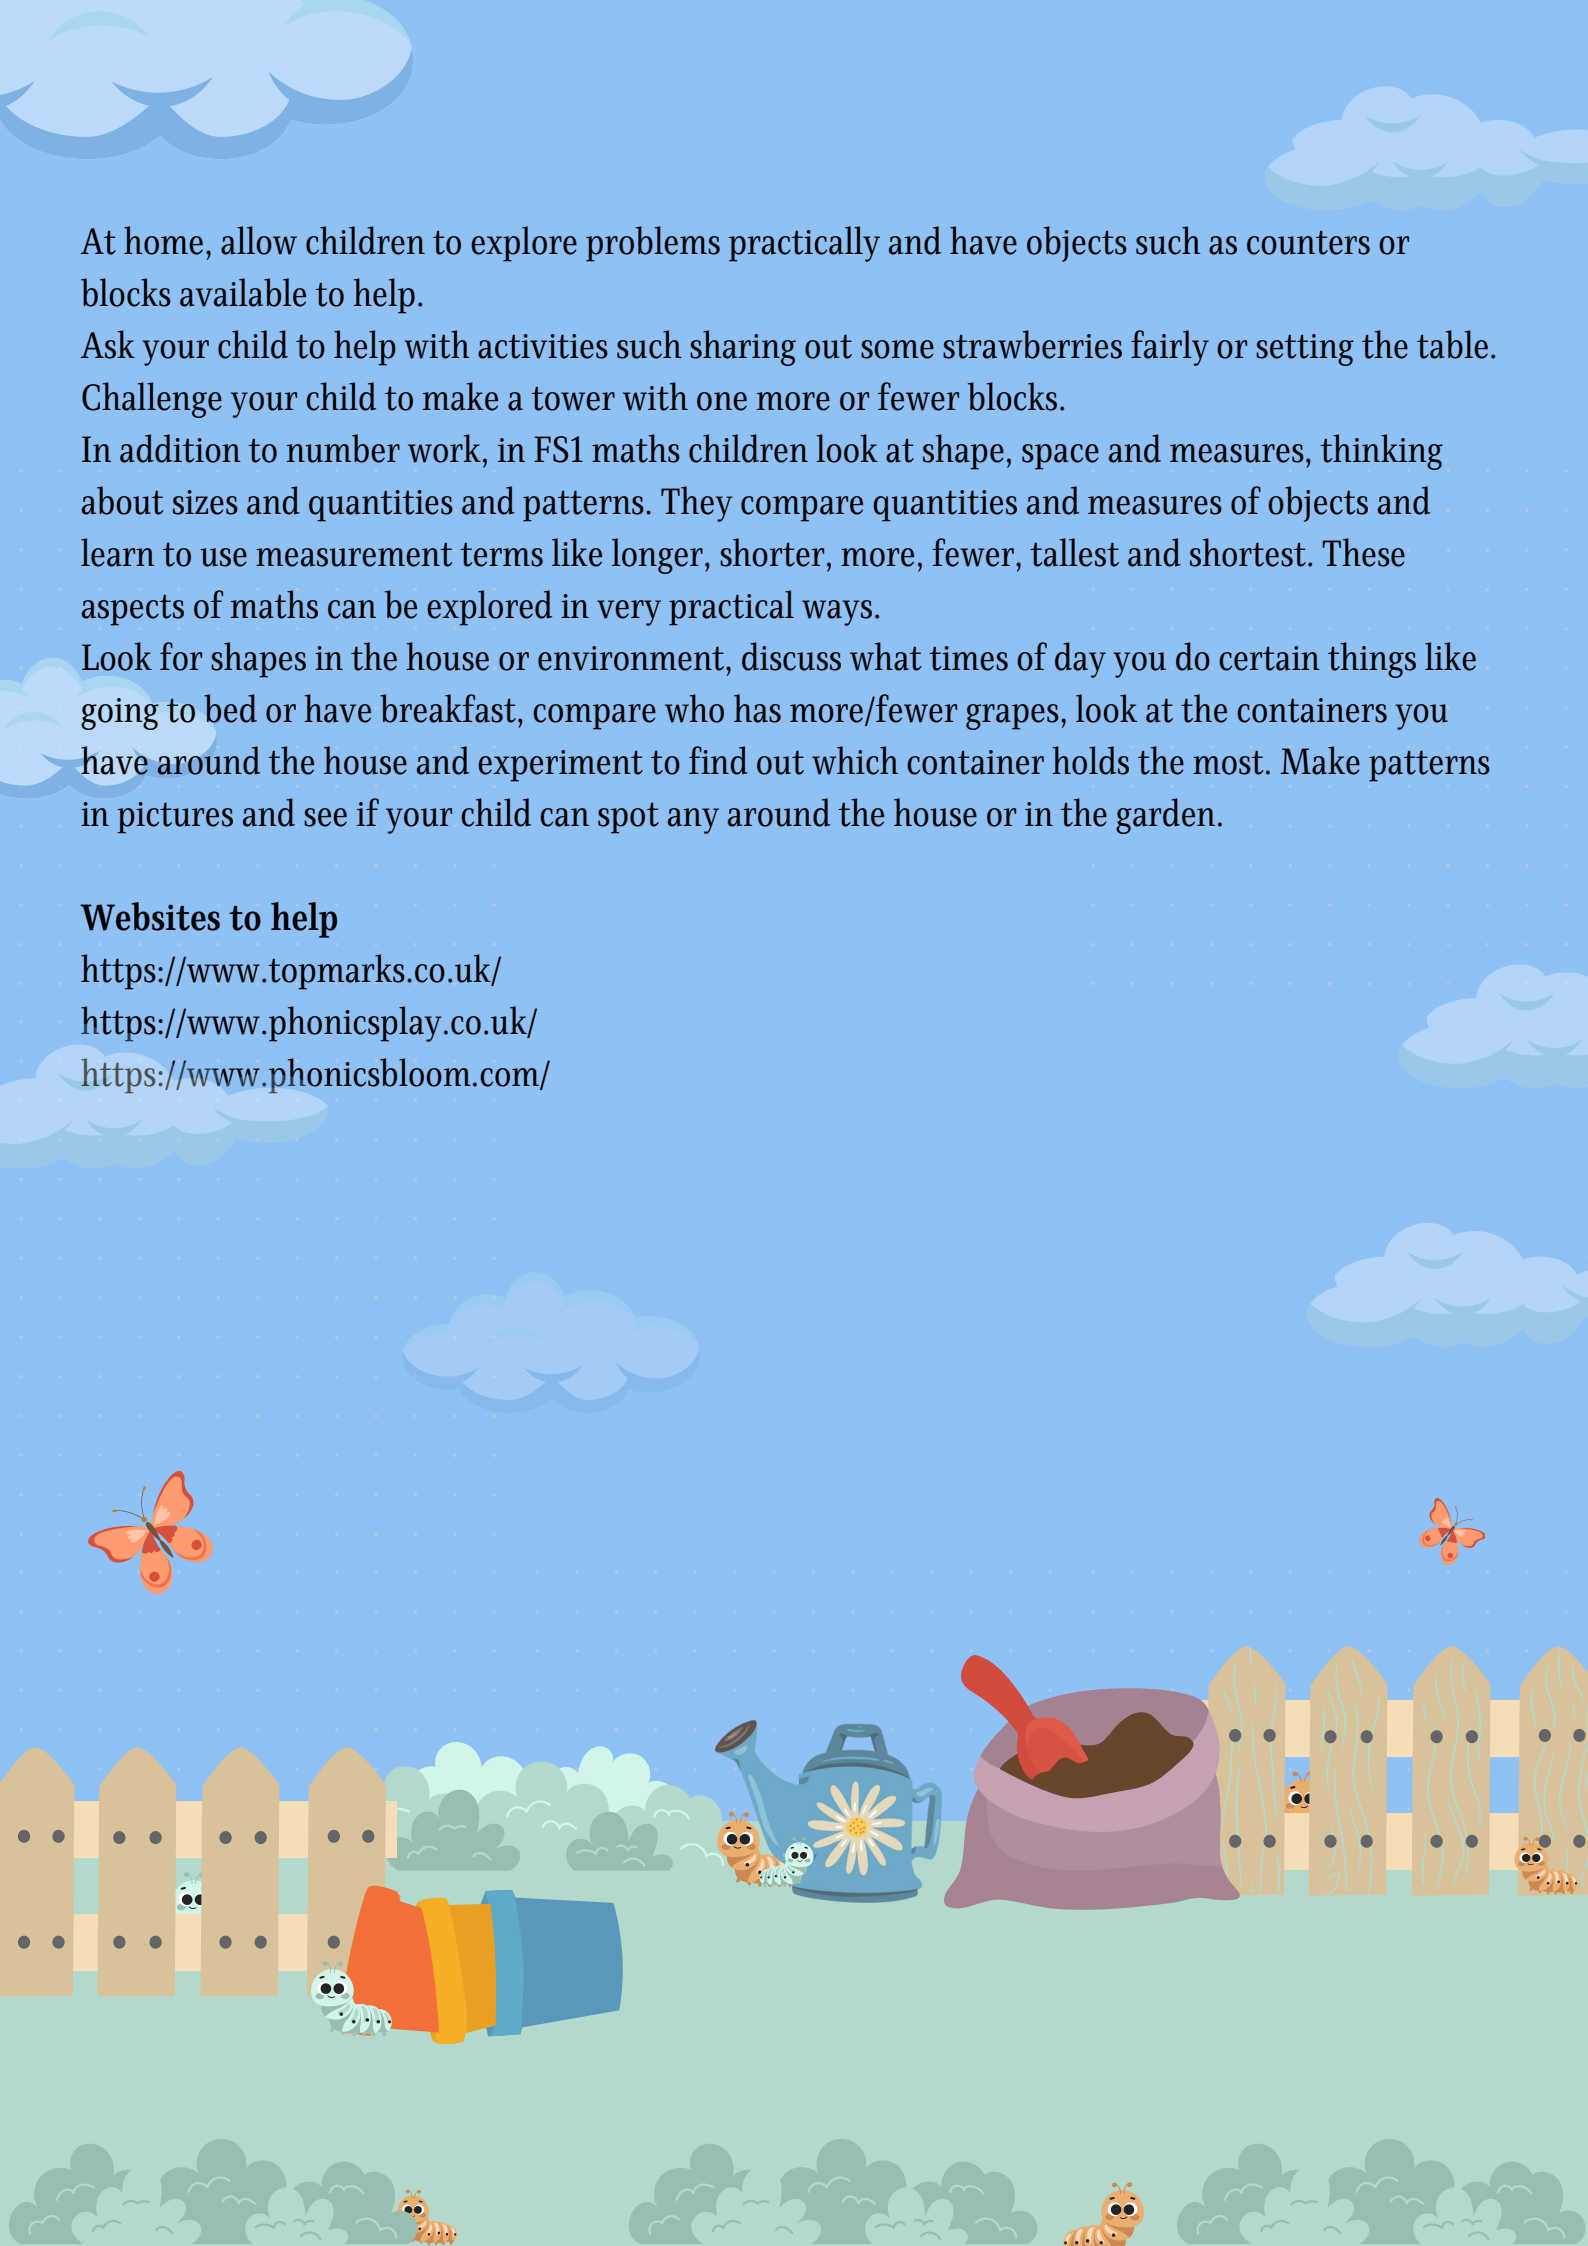 At home, allow children to explore problems practically and have objects such as counters or
blocks available to help.
Ask your child to help with activities such sharing out some strawberries fairly or setting the table.
Challenge your child to make a tower with one more or fewer blocks.
In addition to number work, in FS1 maths children look at shape, space and measures, thinking
about sizes and quantities and patterns. They compare quantities and measures of objects and
learn to use measurement terms like longer, shorter, more, fewer, tallest and shortest. These
aspects of maths can be explored in very practical ways.
Look for shapes in the house or environment, discuss what times of day you do certain things like
going to bed or have breakfast, compare who has more/fewer grapes, look at the containers you
have around the house and experiment to find out which container holds the most. Make patterns
in pictures and see if your child can spot any around the house or in the garden.
Websites to help
https://www.topmarks.co.uk/
https://www.phonicsplay.co.uk/
https://www.phonicsbloom.com/